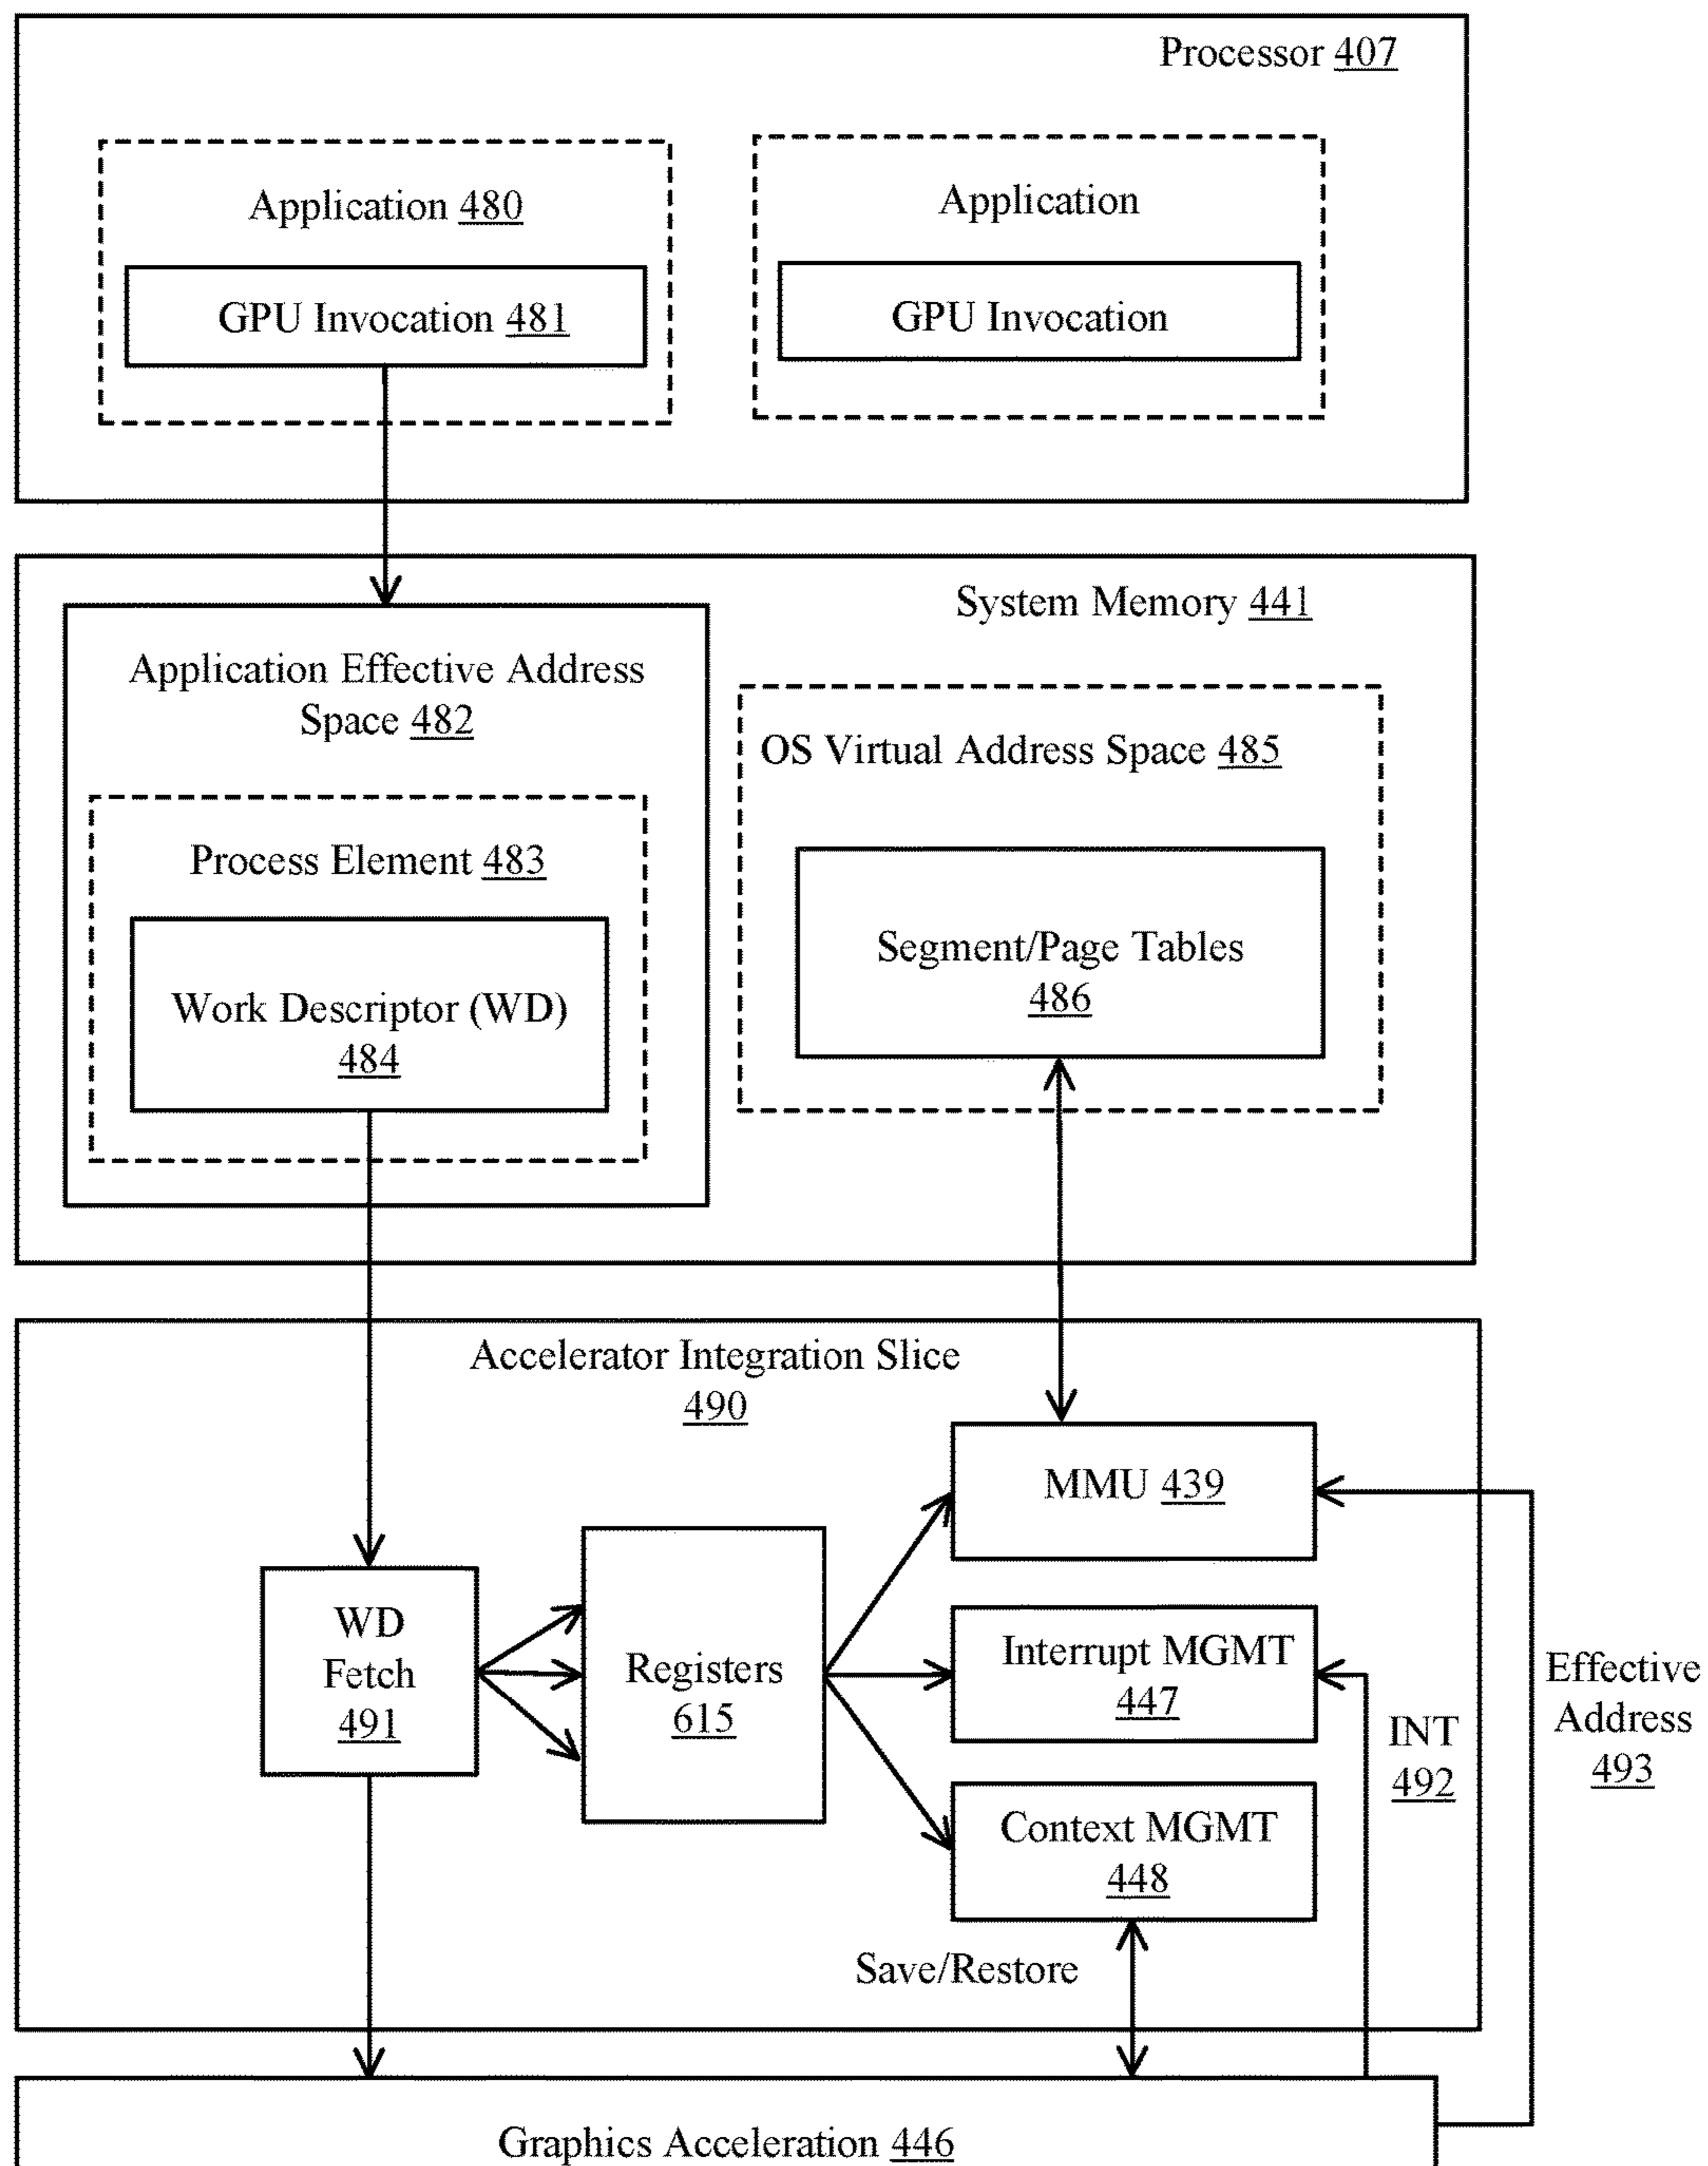 Processor 407
Application 480
Application
GPU Invocation 481
GPU Invocation
System Memory 441
Application Effective Address
Space 482
OS Virtual Address Space 485
Process Element 483
Segment/Page Tables
486
Work Descriptor (WD)
484
Accelerator Integration Slice
490
MMU 439
WD
Fetch
491
Registers
615
Interrupt MGMT
447
Effective
Address
493
INT
492
Context MGMT
448
Save/Restore
Graphics Acceleration 446